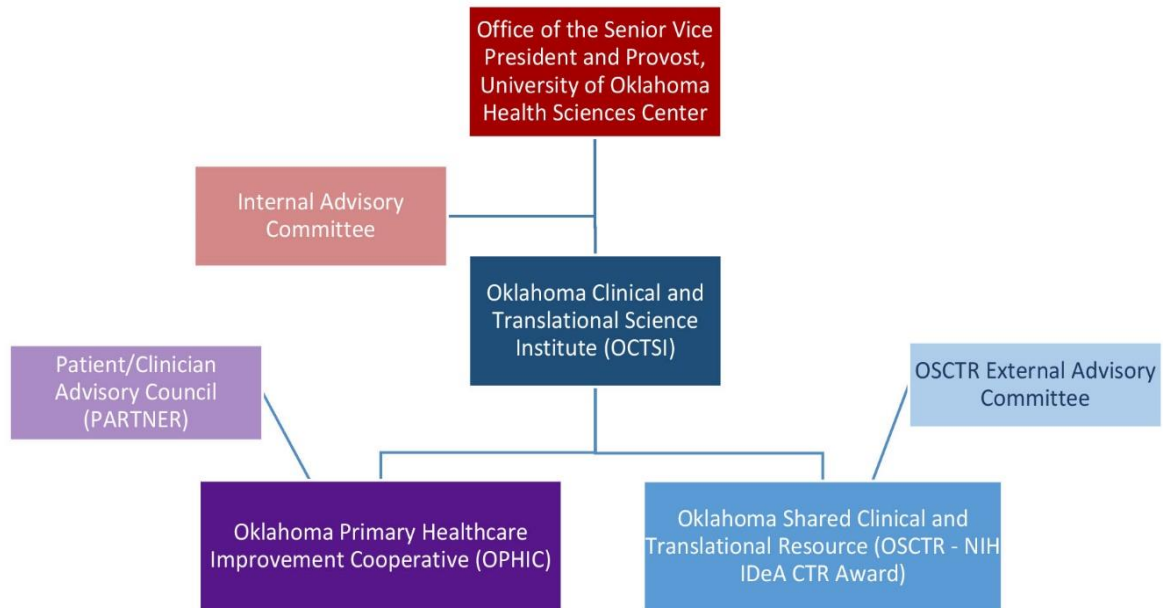 Office of the Senior Vice
President and Provost,
University of Oklahoma
Health Sciences Center
Internal Advisory
Committee
Oklahoma Clinical and
Translational Science
Institute (OCTSI)
Patient/Clinician
Advisory Council
(PARTNER)
OSCTR External Advisory
Committee
Oklahoma Primary Healthcare
Improvement Cooperative (OPHIC)
Oklahoma Shared Clinical and
Translational Resource (OSCTR - NIH
IDeA CTR Award)